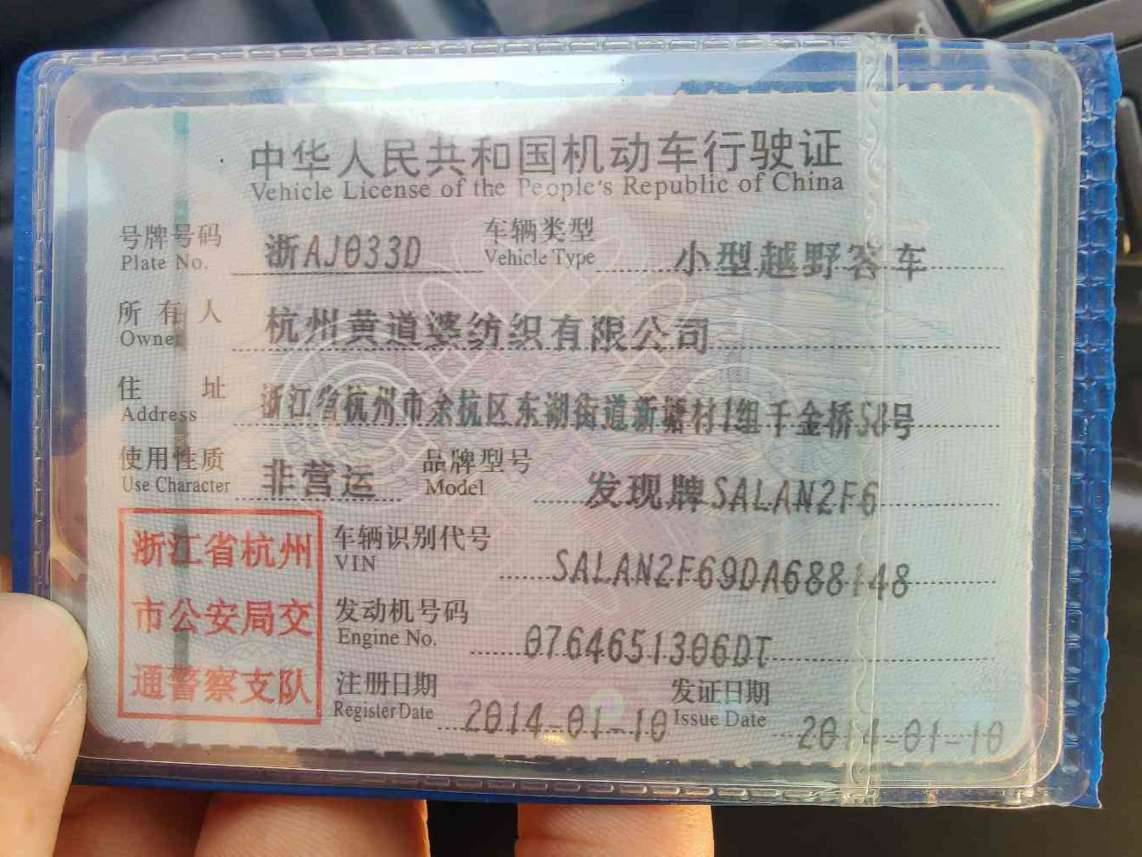 中华人民共和国机动车行驶证
Vehicle License of the People's Republic of China
号牌号码 浙AJ033D 车辆类型 小型越野客车
Plate No. Vehicle Type
所有人 杭州黄道婆纺织有限公司
Owner
住址 浙江省杭州市余杭区东湖街道新塘村1组千金桥58号
Address
使用性质 非营运 品牌型号 发现牌SALAN2F6
Use Character Model
浙江省杭州 车辆识别代号 SALAN2F69DA688148
VIN
市公安局交 发动机号码 0764651306DT
Engine No.
通警察支队 注册日期 2014-01-10 发证日期 2014-01-10
Register Date Issue Date